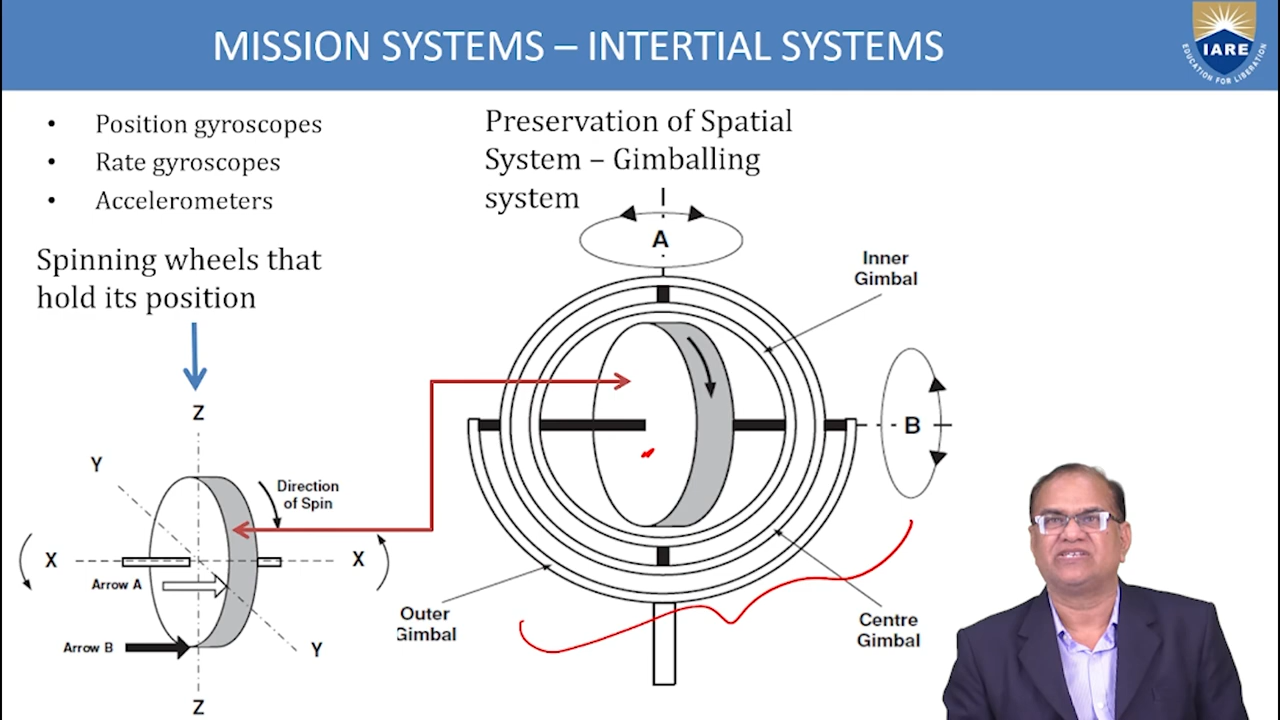 MISSION SYSTEMS – INTERTIAL SYSTEMS
IARE
EDUCATION FOR LIBERATION
• Position gyroscopes
• Rate gyroscopes
• Accelerometers
Spinning wheels that
hold its position
Z
Y
Direction
of Spin
X
X
Arrow A
Arrow B
Y
Z
Preservation of Spatial
System – Gimballing
system
A
Inner
Gimbal
B
Outer
Gimbal
Centre
Gimbal